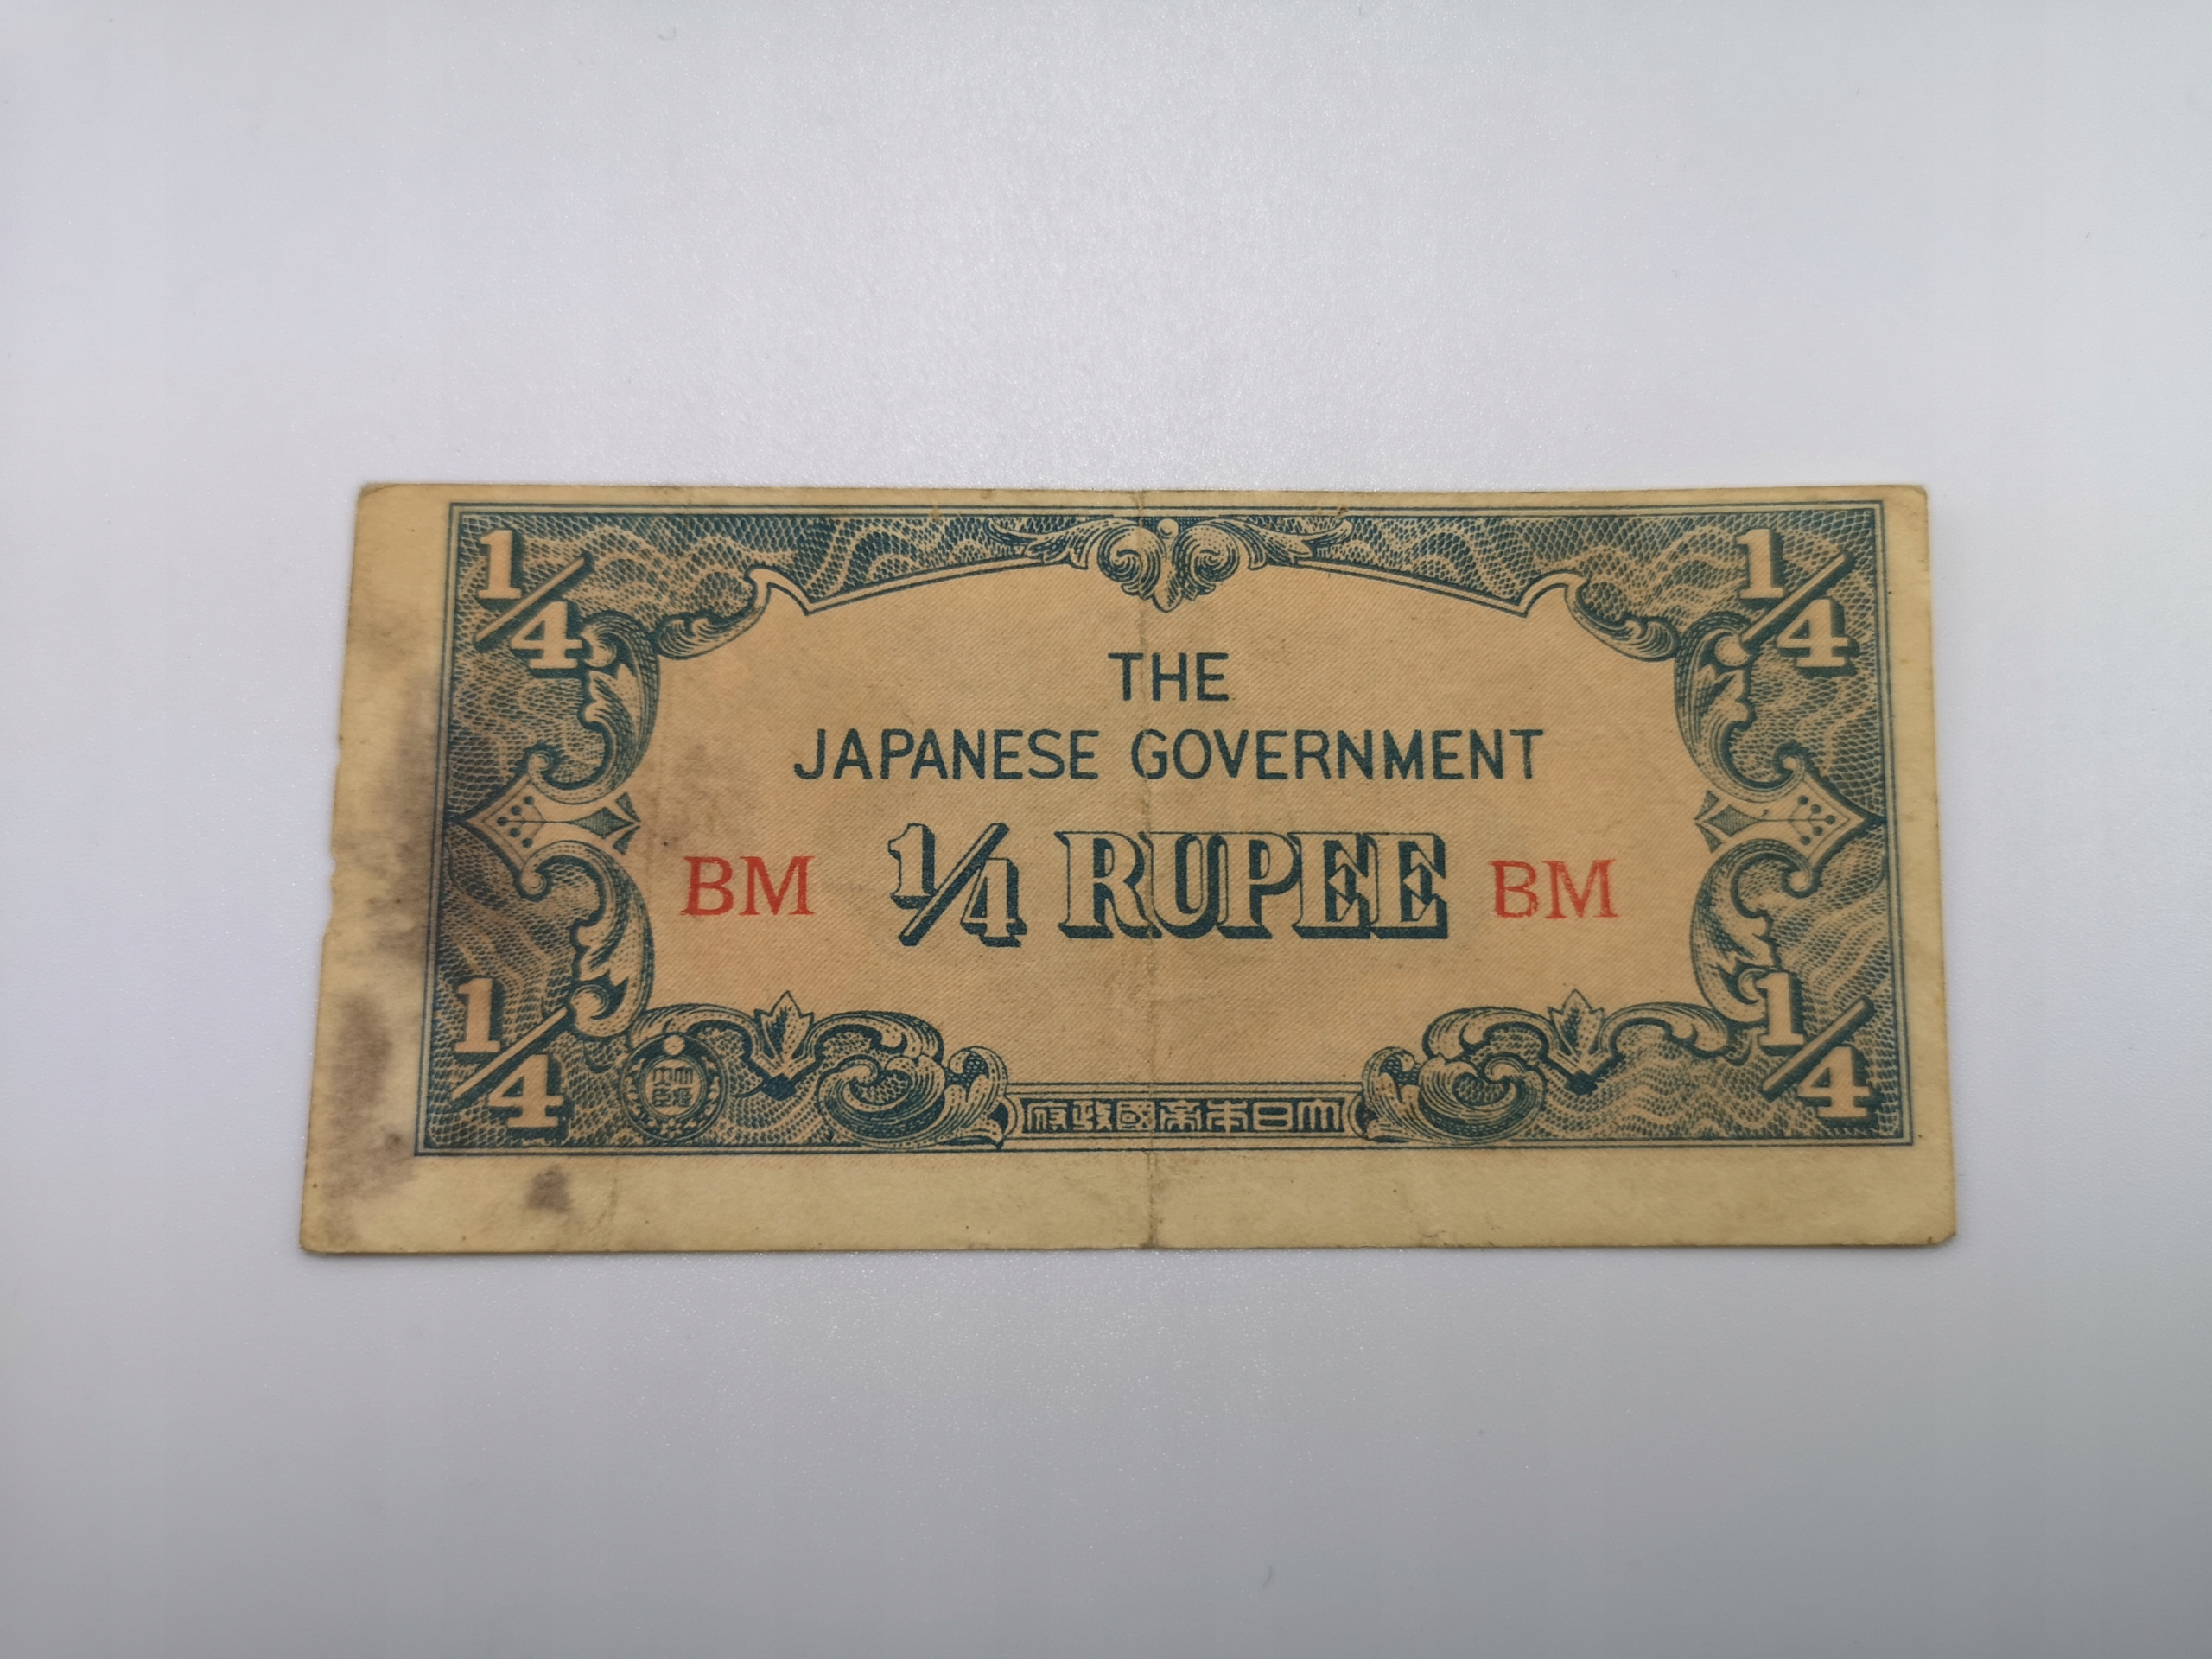 1/4 1/4
THE
JAPANESE GOVERNMENT
BM 1/4 RUPEE BM
1/4 1/4
府政國帝本日大